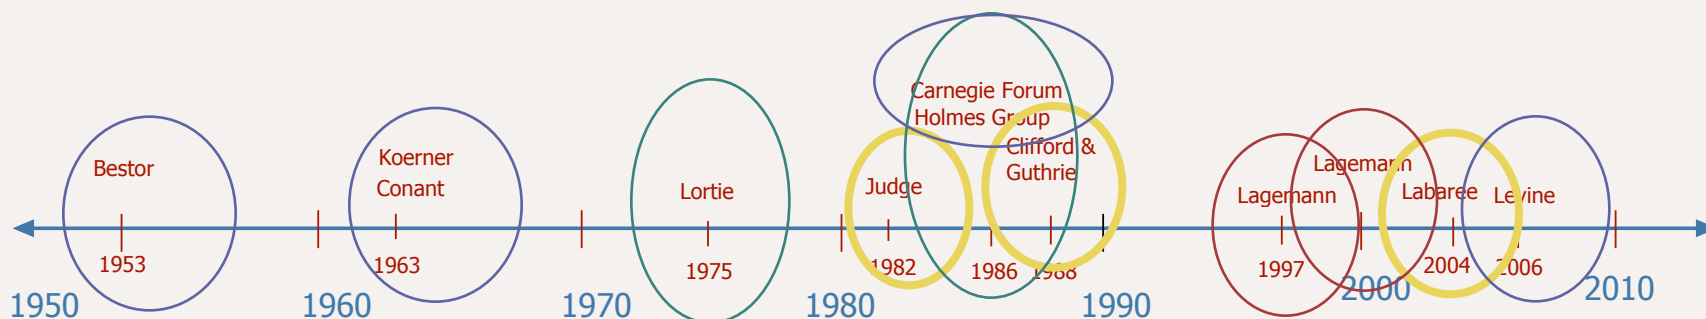 Bestor
Koerner
Conant
Lortie
Judge
Carnegie Forum
Holmes Group
Clifford &
Guthrie
Lagemann
Lagemann
Labaree
Levine
1953
1963
1975
1982
1986
1988
1997
2004
2006
1950
1960
1970
1980
1990
2000
2010